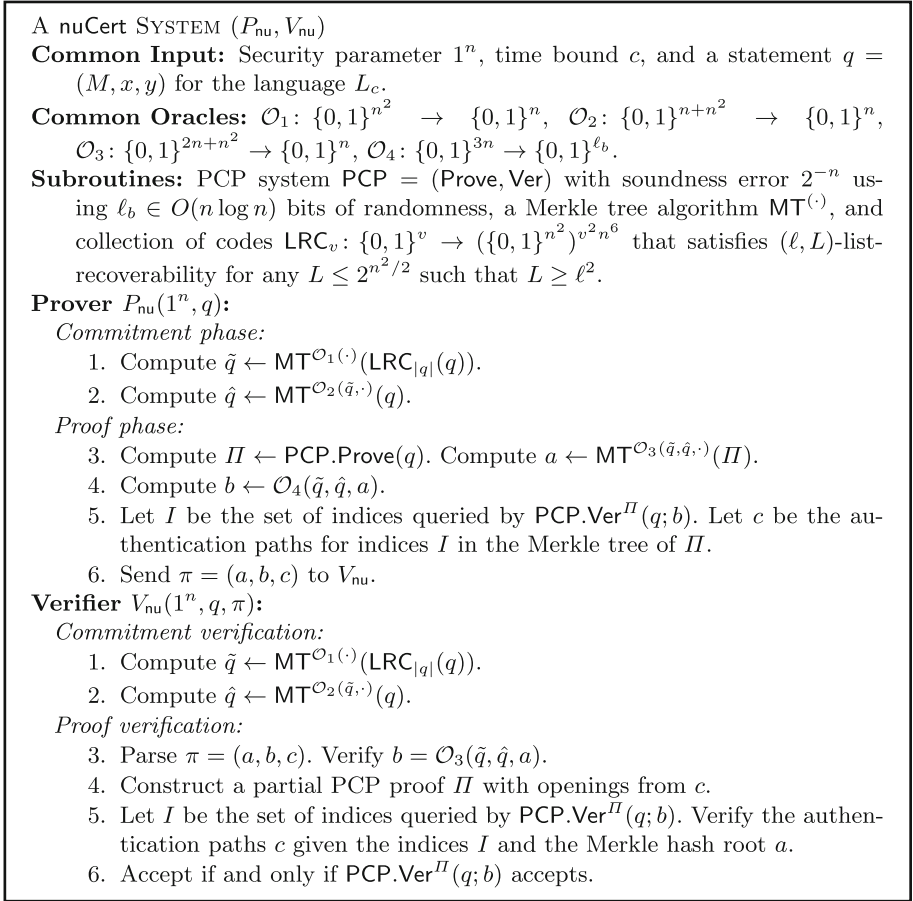 A nuCert SYSTEM (P_nu, V_nu)
Common Input: Security parameter 1^n, time bound c, and a statement q =
(M, x, y) for the language L_c.
Common Oracles: 𝒪_1 : {0, 1}^{n^2} → {0, 1}^n, 𝒪_2 : {0, 1}^{n+n^2} → {0, 1}^n,
𝒪_3 : {0, 1}^{2n+n^2} → {0, 1}^n, 𝒪_4 : {0, 1}^{3n} → {0, 1}^{ℓ_b}.
Subroutines: PCP system PCP = (Prove, Ver) with soundness error 2^{-n} us-
ing ℓ_b ∈ O(n log n) bits of randomness, a Merkle tree algorithm MT^{(·)}, and
collection of codes LRC_v : {0, 1}^v → ({0, 1}^{n^2})^{v^2 n^6} that satisfies (ℓ, L)-list-
recoverability for any L ≤ 2^{n^2/2} such that L ≥ ℓ^2.
Prover P_nu(1^n, q):
Commitment phase:
1. Compute q̃ ← MT^{𝒪_1(·)}(LRC_{|q|}(q)).
2. Compute q̂ ← MT^{𝒪_2(q̃,·)}(q).
Proof phase:
3. Compute Π ← PCP.Prove(q). Compute a ← MT^{𝒪_3(q̃,q̂,·)}(Π).
4. Compute b ← 𝒪_4(q̃, q̂, a).
5. Let I be the set of indices queried by PCP.Ver^Π(q; b). Let c be the au-
thentication paths for indices I in the Merkle tree of Π.
6. Send π = (a, b, c) to V_nu.
Verifier V_nu(1^n, q, π):
Commitment verification:
1. Compute q̃ ← MT^{𝒪_1(·)}(LRC_{|q|}(q)).
2. Compute q̂ ← MT^{𝒪_2(q̃,·)}(q).
Proof verification:
3. Parse π = (a, b, c). Verify b = 𝒪_3(q̃, q̂, a).
4. Construct a partial PCP proof Π with openings from c.
5. Let I be the set of indices queried by PCP.Ver^Π(q; b). Verify the authen-
tication paths c given the indices I and the Merkle hash root a.
6. Accept if and only if PCP.Ver^Π(q; b) accepts.